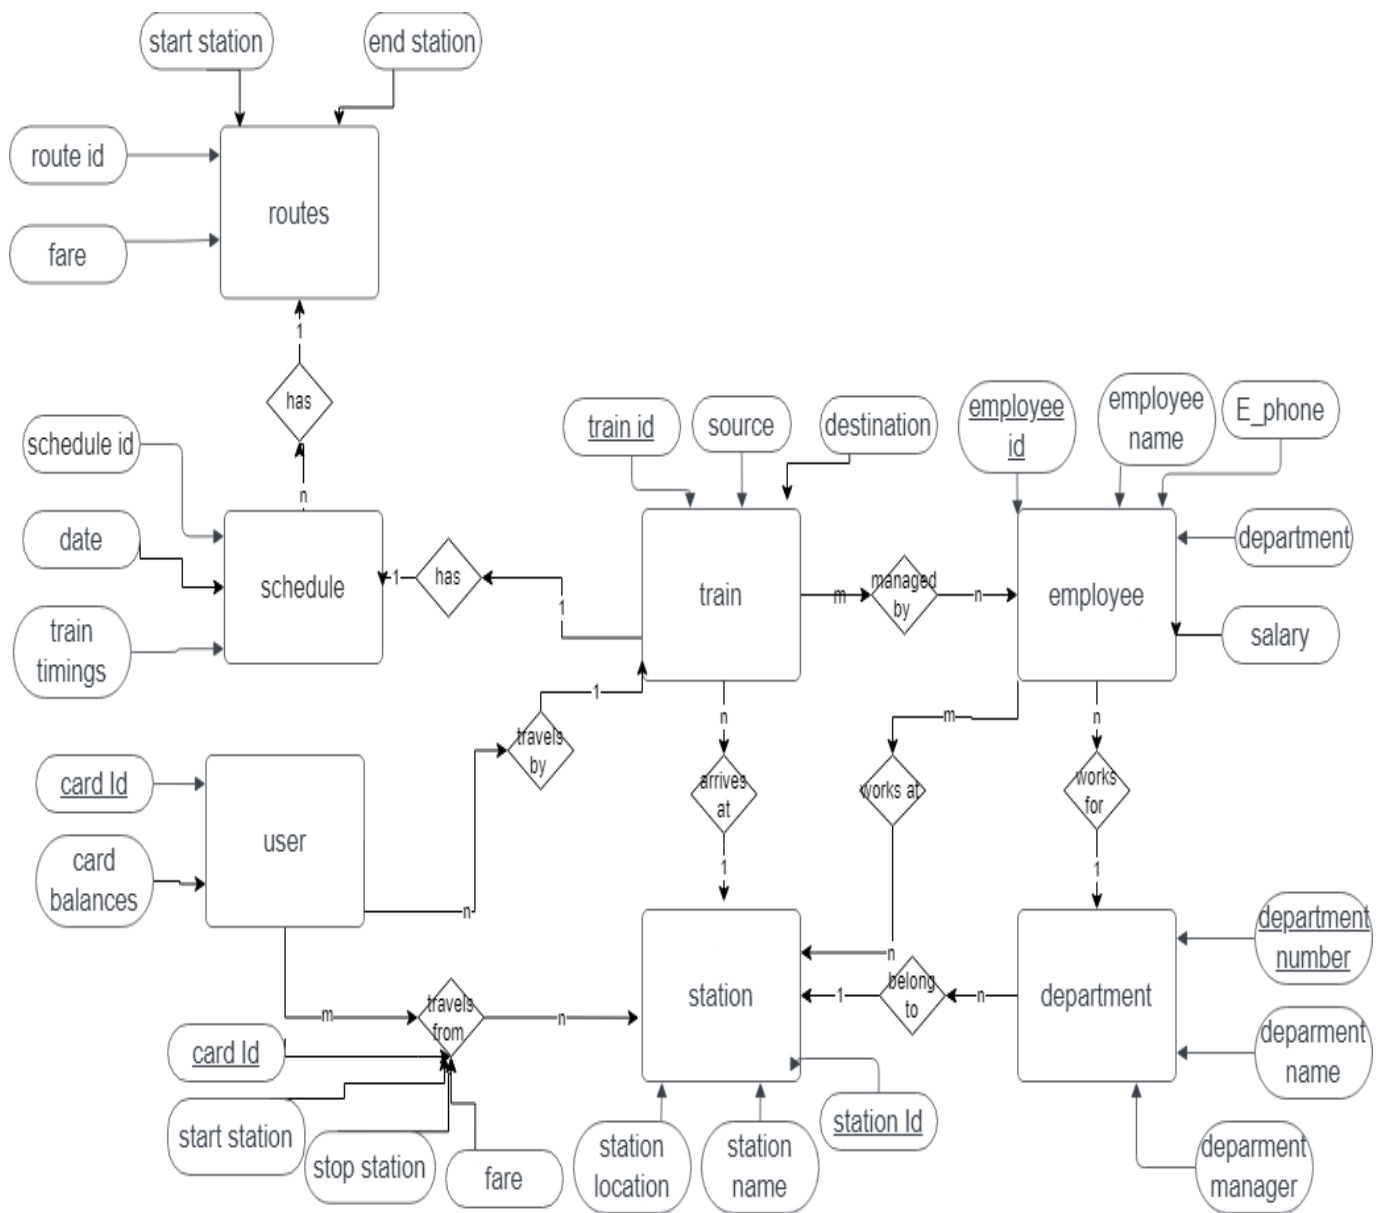 start station
end station
route id
routes
fare
1
has
n
schedule id
date
schedule
train
timings
1
has
1
train id
source
destination
train
m
managed
by
n
employee
id
employee
name
E_phone
department
employee
salary
card Id
card
balances
user
n
travels
by
1
n
arrives
at
1
m
works at
n
n
works
for
1
m
travels
from
n
card Id
start station
stop station
fare
station
1
belong
to
n
department
department
number
deparment
name
deparment
manager
station
location
station
name
station Id